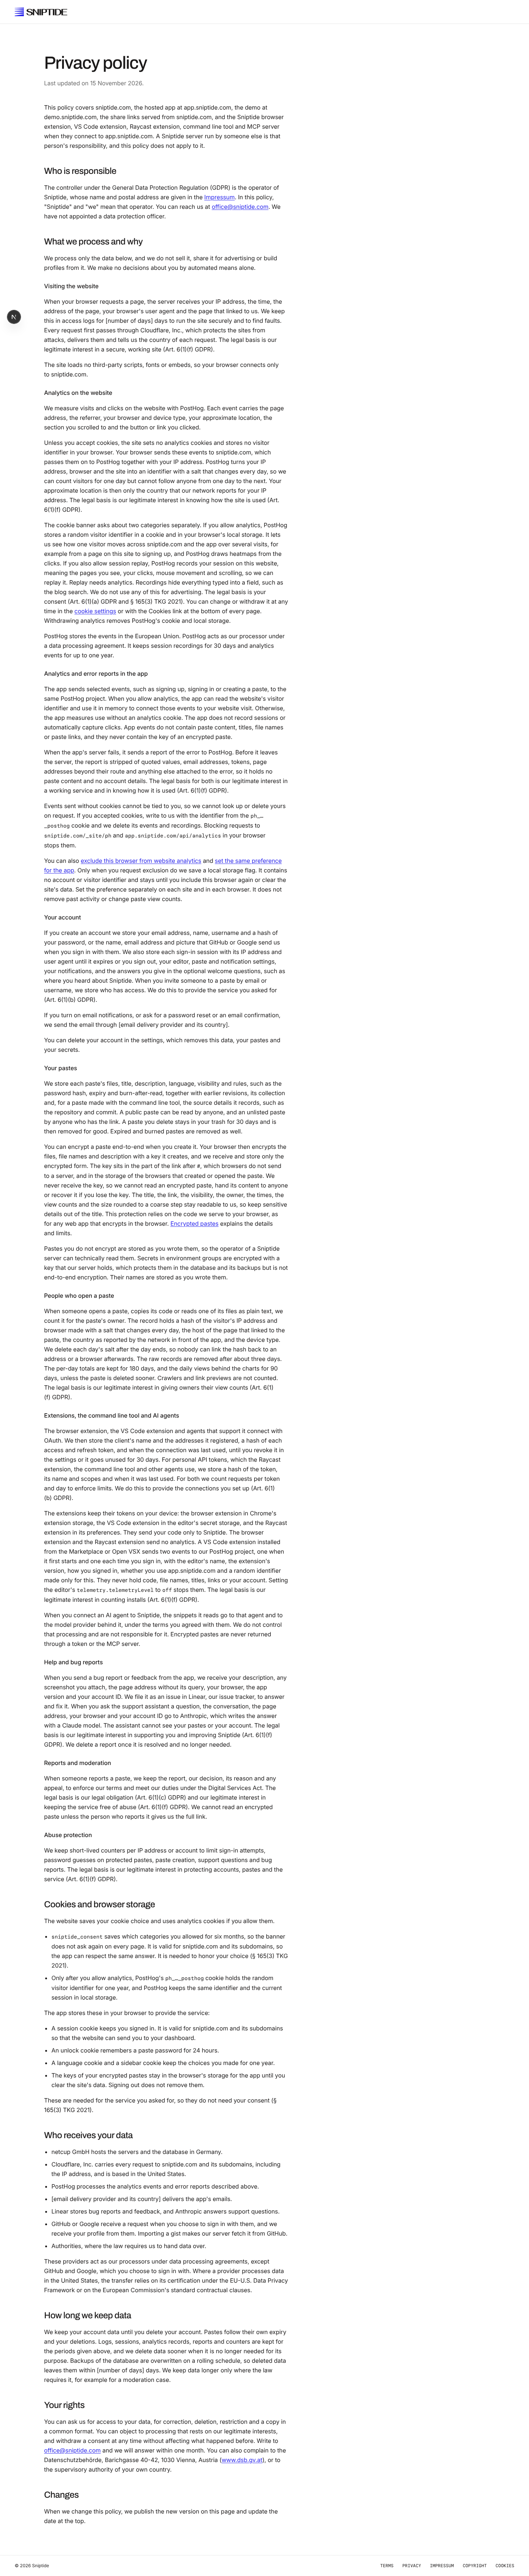 SNIPTIDE
Privacy policy
Last updated on 15 November 2026.
This policy covers sniptide.com, the hosted app at app.sniptide.com, the demo at
demo.sniptide.com, the share links served from sniptide.com, and the Sniptide browser
extension, VS Code extension, Raycast extension, command line tool and MCP server
when they connect to app.sniptide.com. A Sniptide server run by someone else is that
person's responsibility, and this policy does not apply to it.
Who is responsible
The controller under the General Data Protection Regulation (GDPR) is the operator of
Sniptide, whose name and postal address are given in the Impressum. In this policy,
"Sniptide" and "we" mean that operator. You can reach us at office@sniptide.com. We
have not appointed a data protection officer.
What we process and why
We process only the data below, and we do not sell it, share it for advertising or build
profiles from it. We make no decisions about you by automated means alone.
Visiting the website
When your browser requests a page, the server receives your IP address, the time, the
address of the page, your browser's user agent and the page that linked to us. We keep
this in access logs for [number of days] days to run the site securely and to find faults.
Every request first passes through Cloudflare, Inc., which protects the sites from
attacks, delivers them and tells us the country of each request. The legal basis is our
legitimate interest in a secure, working site (Art. 6(1)(f) GDPR).
The site loads no third-party scripts, fonts or embeds, so your browser connects only
to sniptide.com.
Analytics on the website
We measure visits and clicks on the website with PostHog. Each event carries the page
address, the referrer, your browser and device type, your approximate location, the
section you scrolled to and the button or link you clicked.
Unless you accept cookies, the site sets no analytics cookies and stores no visitor
identifier in your browser. Your browser sends these events to sniptide.com, which
passes them on to PostHog together with your IP address. PostHog turns your IP
address, browser and the site into an identifier with a salt that changes every day, so we
can count visitors for one day but cannot follow anyone from one day to the next. Your
approximate location is then only the country that our network reports for your IP
address. The legal basis is our legitimate interest in knowing how the site is used (Art.
6(1)(f) GDPR).
The cookie banner asks about two categories separately. If you allow analytics, PostHog
stores a random visitor identifier in a cookie and in your browser's local storage. It lets
us see how one visitor moves across sniptide.com and the app over several visits, for
example from a page on this site to signing up, and PostHog draws heatmaps from the
clicks. If you also allow session replay, PostHog records your session on this website,
meaning the pages you see, your clicks, mouse movement and scrolling, so we can
replay it. Replay needs analytics. Recordings hide everything typed into a field, such as
the blog search. We do not use any of this for advertising. The legal basis is your
consent (Art. 6(1)(a) GDPR and § 165(3) TKG 2021). You can change or withdraw it at any
time in the cookie settings or with the Cookies link at the bottom of every page.
Withdrawing analytics removes PostHog's cookie and local storage.
PostHog stores the events in the European Union. PostHog acts as our processor under
a data processing agreement. It keeps session recordings for 30 days and analytics
events for up to one year.
Analytics and error reports in the app
The app sends selected events, such as signing up, signing in or creating a paste, to the
same PostHog project. When you allow analytics, the app can read the website's visitor
identifier and use it in memory to connect those events to your website visit. Otherwise,
the app measures use without an analytics cookie. The app does not record sessions or
automatically capture clicks. App events do not contain paste content, titles, file names
or paste links, and they never contain the key of an encrypted paste.
When the app's server fails, it sends a report of the error to PostHog. Before it leaves
the server, the report is stripped of quoted values, email addresses, tokens, page
addresses beyond their route and anything else attached to the error, so it holds no
paste content and no account details. The legal basis for both is our legitimate interest in
a working service and in knowing how it is used (Art. 6(1)(f) GDPR).
Events sent without cookies cannot be tied to you, so we cannot look up or delete yours
on request. If you accepted cookies, write to us with the identifier from the ph_…
_posthog cookie and we delete its events and recordings. Blocking requests to
sniptide.com/_site/ph and app.sniptide.com/api/analytics in your browser
stops them.
You can also exclude this browser from website analytics and set the same preference
for the app. Only when you request exclusion do we save a local storage flag. It contains
no account or visitor identifier and stays until you include this browser again or clear the
site's data. Set the preference separately on each site and in each browser. It does not
remove past activity or change paste view counts.
Your account
If you create an account we store your email address, name, username and a hash of
your password, or the name, email address and picture that GitHub or Google send us
when you sign in with them. We also store each sign-in session with its IP address and
user agent until it expires or you sign out, your editor, paste and notification settings,
your notifications, and the answers you give in the optional welcome questions, such as
where you heard about Sniptide. When you invite someone to a paste by email or
username, we store who has access. We do this to provide the service you asked for
(Art. 6(1)(b) GDPR).
If you turn on email notifications, or ask for a password reset or an email confirmation,
we send the email through [email delivery provider and its country].
You can delete your account in the settings, which removes this data, your pastes and
your secrets.
Your pastes
We store each paste's files, title, description, language, visibility and rules, such as the
password hash, expiry and burn-after-read, together with earlier revisions, its collection
and, for a paste made with the command line tool, the source details it records, such as
the repository and commit. A public paste can be read by anyone, and an unlisted paste
by anyone who has the link. A paste you delete stays in your trash for 30 days and is
then removed for good. Expired and burned pastes are removed as well.
You can encrypt a paste end-to-end when you create it. Your browser then encrypts the
files, file names and description with a key it creates, and we receive and store only the
encrypted form. The key sits in the part of the link after #, which browsers do not send
to a server, and in the storage of the browsers that created or opened the paste. We
never receive the key, so we cannot read an encrypted paste, hand its content to anyone
or recover it if you lose the key. The title, the link, the visibility, the owner, the times, the
view counts and the size rounded to a coarse step stay readable to us, so keep sensitive
details out of the title. This protection relies on the code we serve to your browser, as
for any web app that encrypts in the browser. Encrypted pastes explains the details
and limits.
Pastes you do not encrypt are stored as you wrote them, so the operator of a Sniptide
server can technically read them. Secrets in environment groups are encrypted with a
key that our server holds, which protects them in the database and its backups but is not
end-to-end encryption. Their names are stored as you wrote them.
People who open a paste
When someone opens a paste, copies its code or reads one of its files as plain text, we
count it for the paste's owner. The record holds a hash of the visitor's IP address and
browser made with a salt that changes every day, the host of the page that linked to the
paste, the country as reported by the network in front of the app, and the device type.
We delete each day's salt after the day ends, so nobody can link the hash back to an
address or a browser afterwards. The raw records are removed after about three days.
The per-day totals are kept for 180 days, and the daily views behind the charts for 90
days, unless the paste is deleted sooner. Crawlers and link previews are not counted.
The legal basis is our legitimate interest in giving owners their view counts (Art. 6(1)
(f) GDPR).
Extensions, the command line tool and AI agents
The browser extension, the VS Code extension and agents that support it connect with
OAuth. We then store the client's name and the addresses it registered, a hash of each
access and refresh token, and when the connection was last used, until you revoke it in
the settings or it goes unused for 30 days. For personal API tokens, which the Raycast
extension, the command line tool and other agents use, we store a hash of the token,
its name and scopes and when it was last used. For both we count requests per token
and day to enforce limits. We do this to provide the connections you set up (Art. 6(1)
(b) GDPR).
The extensions keep their tokens on your device: the browser extension in Chrome's
extension storage, the VS Code extension in the editor's secret storage, and the Raycast
extension in its preferences. They send your code only to Sniptide. The browser
extension and the Raycast extension send no analytics. A VS Code extension installed
from the Marketplace or Open VSX sends two events to our PostHog project, one when
it first starts and one each time you sign in, with the editor's name, the extension's
version, how you signed in, whether you use app.sniptide.com and a random identifier
made only for this. They never hold code, file names, titles, links or your account. Setting
the editor's telemetry.telemetryLevel to off stops them. The legal basis is our
legitimate interest in counting installs (Art. 6(1)(f) GDPR).
When you connect an AI agent to Sniptide, the snippets it reads go to that agent and to
the model provider behind it, under the terms you agreed with them. We do not control
that processing and are not responsible for it. Encrypted pastes are never returned
through a token or the MCP server.
Help and bug reports
When you send a bug report or feedback from the app, we receive your description, any
screenshot you attach, the page address without its query, your browser, the app
version and your account ID. We file it as an issue in Linear, our issue tracker, to answer
and fix it. When you ask the support assistant a question, the conversation, the page
address, your browser and your account ID go to Anthropic, which writes the answer
with a Claude model. The assistant cannot see your pastes or your account. The legal
basis is our legitimate interest in supporting you and improving Sniptide (Art. 6(1)(f)
GDPR). We delete a report once it is resolved and no longer needed.
Reports and moderation
When someone reports a paste, we keep the report, our decision, its reason and any
appeal, to enforce our terms and meet our duties under the Digital Services Act. The
legal basis is our legal obligation (Art. 6(1)(c) GDPR) and our legitimate interest in
keeping the service free of abuse (Art. 6(1)(f) GDPR). We cannot read an encrypted
paste unless the person who reports it gives us the full link.
Abuse protection
We keep short-lived counters per IP address or account to limit sign-in attempts,
password guesses on protected pastes, paste creation, support questions and bug
reports. The legal basis is our legitimate interest in protecting accounts, pastes and the
service (Art. 6(1)(f) GDPR).
Cookies and browser storage
The website saves your cookie choice and uses analytics cookies if you allow them.
• sniptide_consent saves which categories you allowed for six months, so the banner
does not ask again on every page. It is valid for sniptide.com and its subdomains, so
the app can respect the same answer. It is needed to honor your choice (§ 165(3) TKG
2021).
• Only after you allow analytics, PostHog's ph_…_posthog cookie holds the random
visitor identifier for one year, and PostHog keeps the same identifier and the current
session in local storage.
The app stores these in your browser to provide the service:
• A session cookie keeps you signed in. It is valid for sniptide.com and its subdomains
so that the website can send you to your dashboard.
• An unlock cookie remembers a paste password for 24 hours.
• A language cookie and a sidebar cookie keep the choices you made for one year.
• The keys of your encrypted pastes stay in the browser's storage for the app until you
clear the site's data. Signing out does not remove them.
These are needed for the service you asked for, so they do not need your consent (§
165(3) TKG 2021).
Who receives your data
• netcup GmbH hosts the servers and the database in Germany.
• Cloudflare, Inc. carries every request to sniptide.com and its subdomains, including
the IP address, and is based in the United States.
• PostHog processes the analytics events and error reports described above.
• [email delivery provider and its country] delivers the app's emails.
• Linear stores bug reports and feedback, and Anthropic answers support questions.
• GitHub or Google receive a request when you choose to sign in with them, and we
receive your profile from them. Importing a gist makes our server fetch it from GitHub.
• Authorities, where the law requires us to hand data over.
These providers act as our processors under data processing agreements, except
GitHub and Google, which you choose to sign in with. Where a provider processes data
in the United States, the transfer relies on its certification under the EU-U.S. Data Privacy
Framework or on the European Commission's standard contractual clauses.
How long we keep data
We keep your account data until you delete your account. Pastes follow their own expiry
and your deletions. Logs, sessions, analytics records, reports and counters are kept for
the periods given above, and we delete data sooner when it is no longer needed for its
purpose. Backups of the database are overwritten on a rolling schedule, so deleted data
leaves them within [number of days] days. We keep data longer only where the law
requires it, for example for a moderation case.
Your rights
You can ask us for access to your data, for correction, deletion, restriction and a copy in
a common format. You can object to processing that rests on our legitimate interests,
and withdraw a consent at any time without affecting what happened before. Write to
office@sniptide.com and we will answer within one month. You can also complain to the
Datenschutzbehörde, Barichgasse 40-42, 1030 Vienna, Austria (www.dsb.gv.at), or to
the supervisory authority of your own country.
Changes
When we change this policy, we publish the new version on this page and update the
date at the top.
© 2026 Sniptide
TERMS PRIVACY IMPRESSUM COPYRIGHT COOKIES